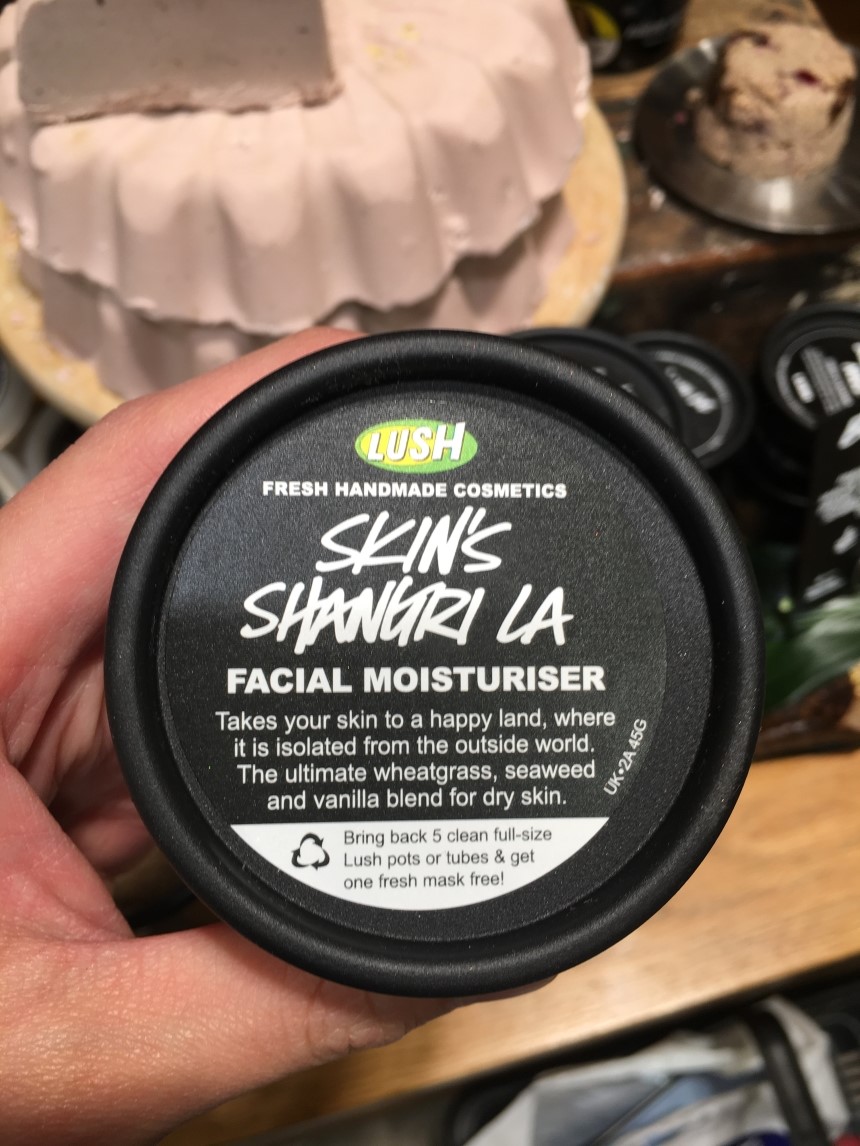 LUSH
FRESH HANDMADE COSMETICS
SKIN'S
SHANGRI LA
FACIAL MOISTURISER
Takes your skin to a happy land, where
it is isolated from the outside world.
The ultimate wheatgrass, seaweed
and vanilla blend for dry skin.
UK•2A 45G
Bring back 5 clean full-size
Lush pots or tubes & get
one fresh mask free!